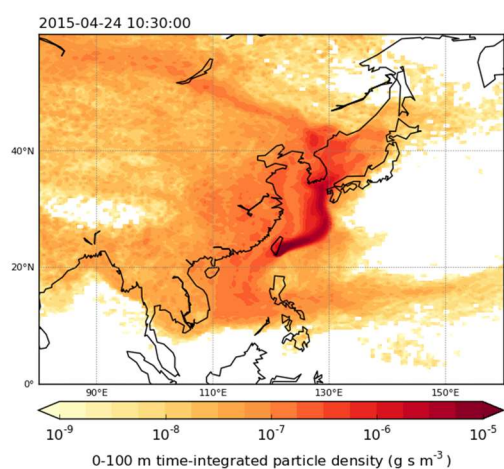 2015-04-24 10:30:00
40°N
20°N
0°
90°E 110°E 130°E 150°E
10⁻⁹ 10⁻⁸ 10⁻⁷ 10⁻⁶ 10⁻⁵
0-100 m time-integrated particle density (g s m⁻³)